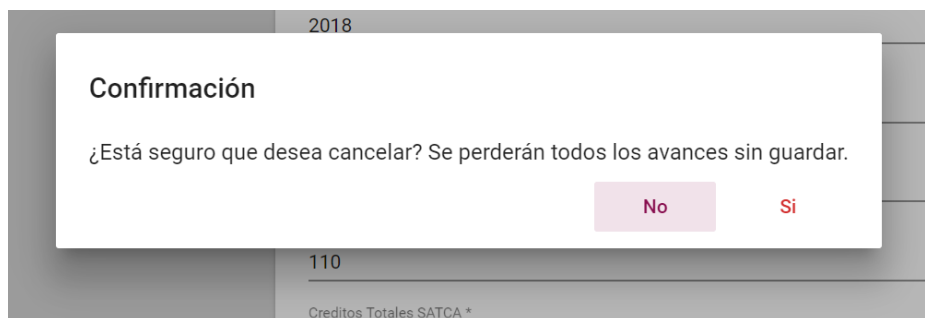 2018
Confirmación
¿Está seguro que desea cancelar? Se perderán todos los avances sin guardar.
No
Si
110
Creditos Totales SATCA *